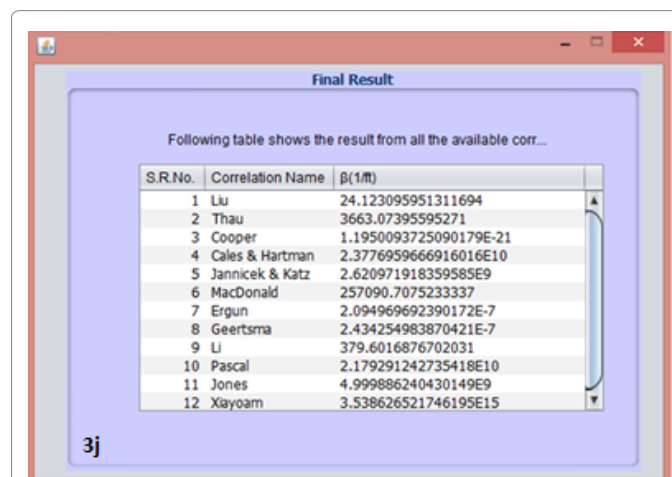 Final Result
Following table shows the result from all the available corr...
S.R.No. Correlation Name β(1/ft)
1 Liu 24.123095951311694
2 Thau 3663.07395595271
3 Cooper 1.1950093725090179E-21
4 Cales & Hartman 2.3776959666916016E10
5 Jannicek & Katz 2.620971918359585E9
6 MacDonald 257090.7075233337
7 Ergun 2.094969692390172E-7
8 Geertsma 2.434254983870421E-7
9 Li 379.6016876702031
10 Pascal 2.179291242735418E10
11 Jones 4.999886240430149E9
12 Xiayoam 3.538626521746195E15
3j